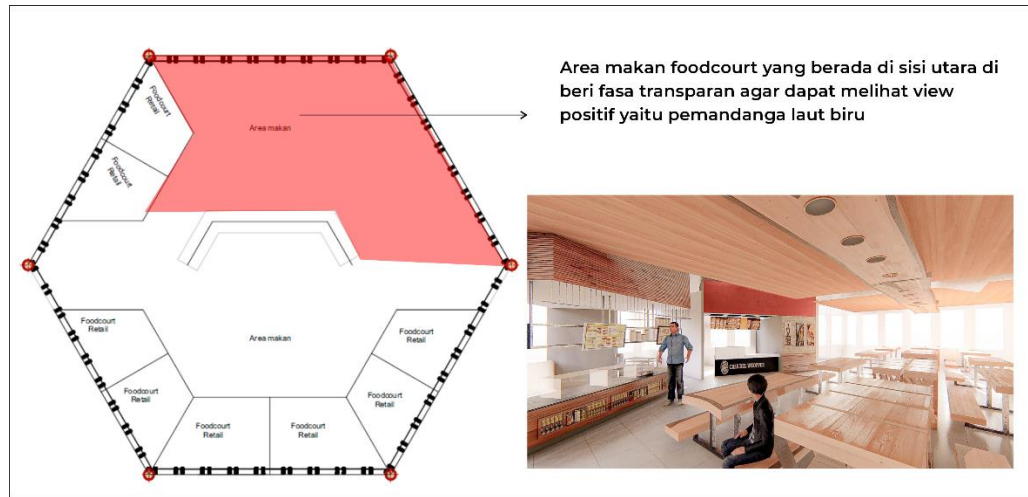 Area makan foodcourt yang berada di sisi utara di
beri fasa transparan agar dapat melihat view
positif yaitu pemandanga laut biru
Foodcourt
Retail
Foodcourt
Retail
Area makan
Area makan
Foodcourt
Retail
Foodcourt
Retail
Foodcourt
Retail
Foodcourt
Retail
Foodcourt
Retail
Foodcourt
Retail